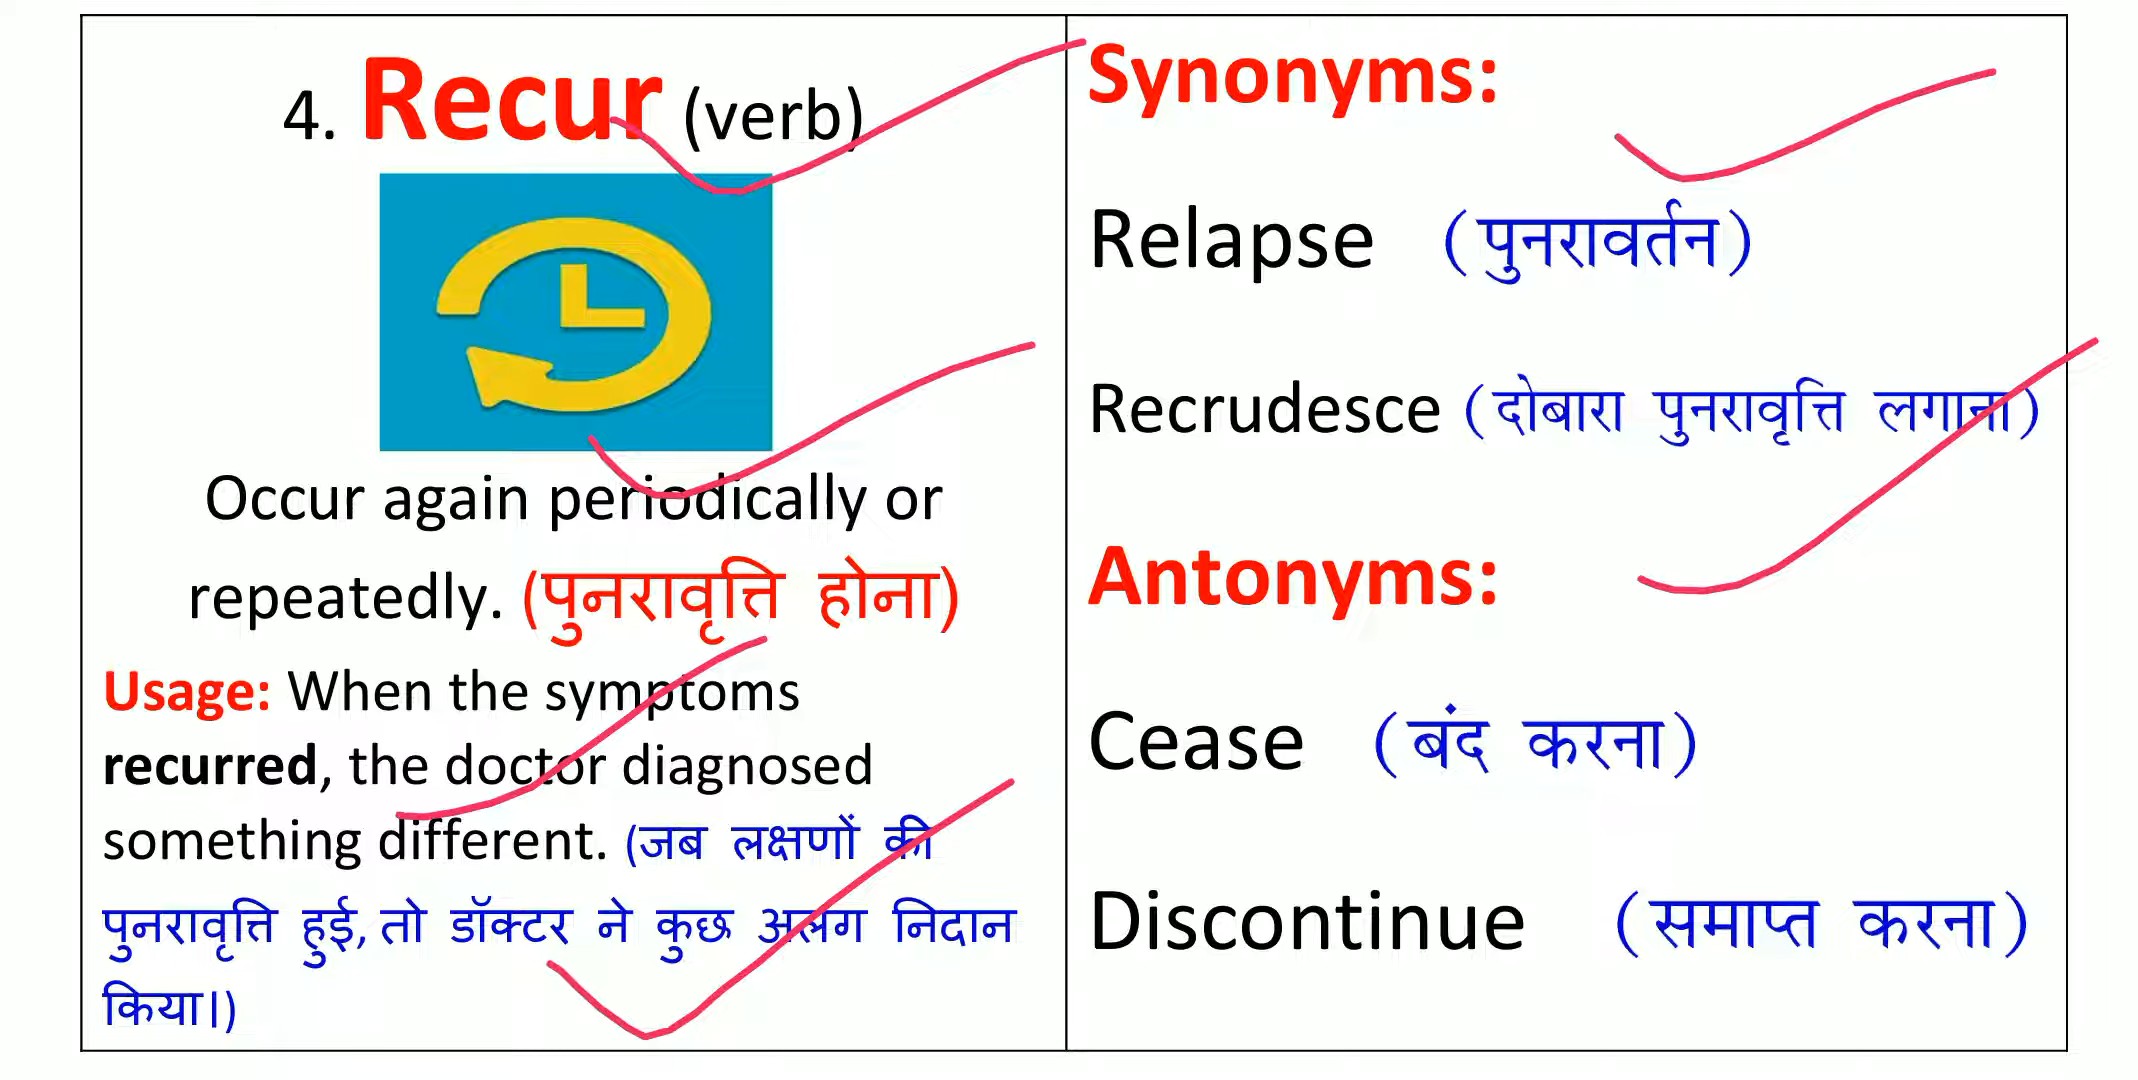 4. Recur (verb)
Occur again periodically or
repeatedly. (पुनरावृत्ति होना)
Usage: When the symptoms
recurred, the doctor diagnosed
something different. (जब लक्षणों की
पुनरावृत्ति हुई, तो डॉक्टर ने कुछ अलग निदान
किया।)
Synonyms:
Relapse (पुनरावर्तन)
Recrudesce (दोबारा पुनरावृत्ति लगाना)
Antonyms:
Cease (बंद करना)
Discontinue (समाप्त करना)